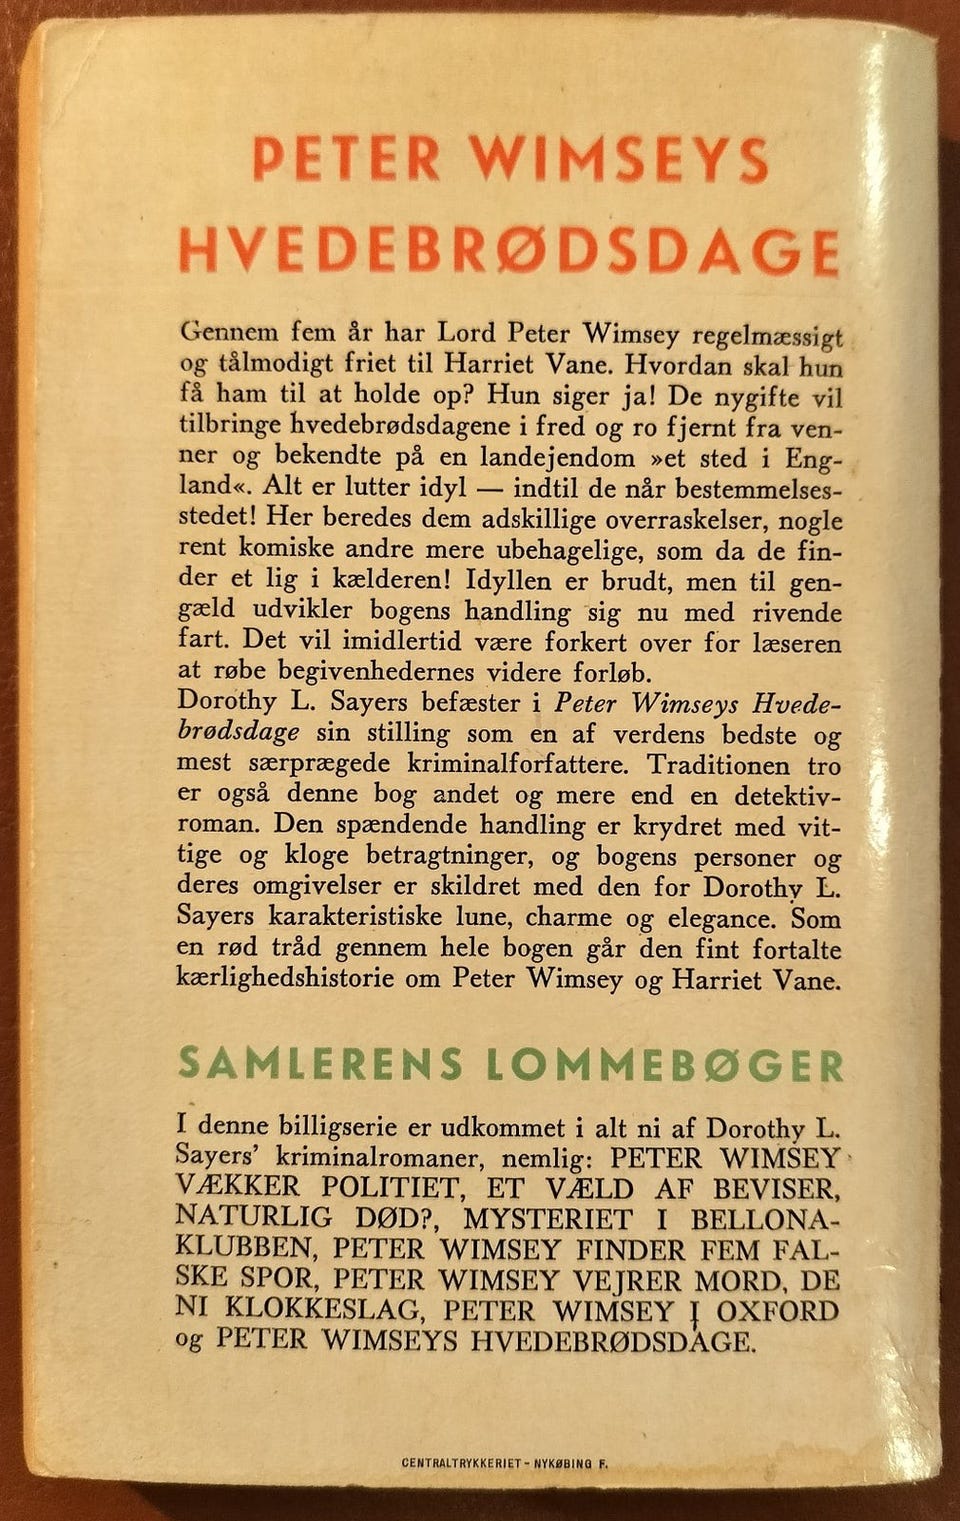 PETER WIMSEYS
HVEDEBRØDSDAGE
Gennem fem år har Lord Peter Wimsey regelmæssigt
og tålmodigt friet til Harriet Vane. Hvordan skal hun
få ham til at holde op? Hun siger ja! De nygifte vil
tilbringe hvedebrødsdagene i fred og ro fjernt fra ven-
ner og bekendte på en landejendom »et sted i Eng-
land«. Alt er lutter idyl — indtil de når bestemmelses-
stedet! Her beredes dem adskillige overraskelser, nogle
rent komiske andre mere ubehagelige, som da de fin-
der et lig i kælderen! Idyllen er brudt, men til gen-
gæld udvikler bogens handling sig nu med rivende
fart. Det vil imidlertid være forkert over for læseren
at røbe begivenhedernes videre forløb.
Dorothy L. Sayers befæster i Peter Wimseys Hvede-
brødsdage sin stilling som en af verdens bedste og
mest særprægede kriminalforfattere. Traditionen tro
er også denne bog andet og mere end en detektiv-
roman. Den spændende handling er krydret med vit-
tige og kloge betragtninger, og bogens personer og
deres omgivelser er skildret med den for Dorothy L.
Sayers karakteristiske lune, charme og elegance. Som
en rød tråd gennem hele bogen går den fint fortalte
kærlighedshistorie om Peter Wimsey og Harriet Vane.
SAMLERENS LOMMEBØGER
I denne billigserie er udkommet i alt ni af Dorothy L.
Sayers' kriminalromaner, nemlig: PETER WIMSEY
VÆKKER POLITIET, ET VÆLD AF BEVISER,
NATURLIG DØD?, MYSTERIET I BELLONA-
KLUBBEN, PETER WIMSEY FINDER FEM FAL-
SKE SPOR, PETER WIMSEY VEJRER MORD, DE
NI KLOKKESLAG, PETER WIMSEY I OXFORD
og PETER WIMSEYS HVEDEBRØDSDAGE.
CENTRALTRYKKERIET - NYKØBING F.